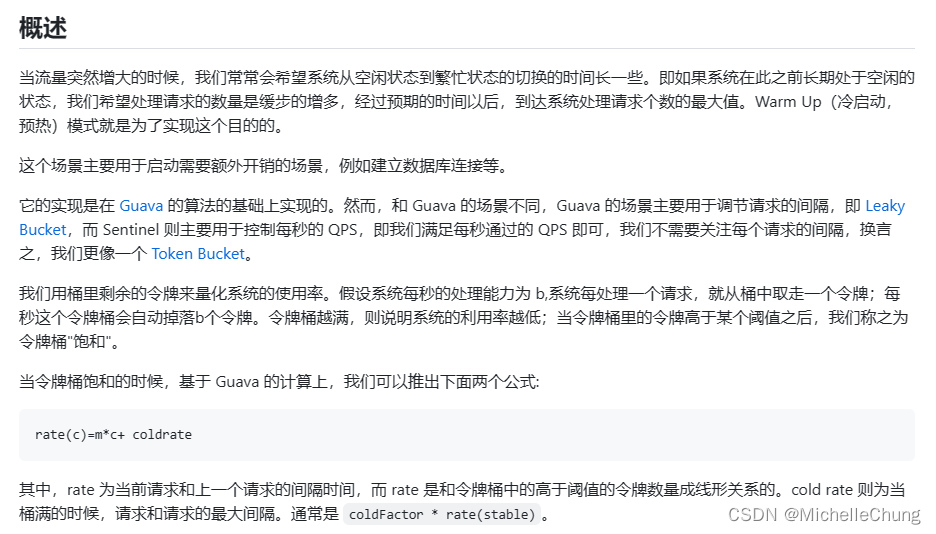 概述
当流量突然增大的时候，我们常常会希望系统从空闲状态到繁忙状态的切换的时间长一些。即如果系统在此之前长期处于空闲的
状态，我们希望处理请求的数量是缓步的增多，经过预期的时间以后，到达系统处理请求个数的最大值。Warm Up（冷启动，
预热）模式就是为了实现这个目的的。
这个场景主要用于启动需要额外开销的场景，例如建立数据库连接等。
它的实现是在 Guava 的算法的基础上实现的。然而，和 Guava 的场景不同，Guava 的场景主要用于调节请求的间隔，即 Leaky
Bucket，而 Sentinel 则主要用于控制每秒的 QPS，即我们满足每秒通过的 QPS 即可，我们不需要关注每个请求的间隔，换言
之，我们更像一个 Token Bucket。
我们用桶里剩余的令牌来量化系统的使用率。假设系统每秒的处理能力为 b,系统每处理一个请求，就从桶中取走一个令牌；每
秒这个令牌桶会自动掉落b个令牌。令牌桶越满，则说明系统的利用率越低；当令牌桶里的令牌高于某个阈值之后，我们称之为
令牌桶"饱和"。
当令牌桶饱和的时候，基于 Guava 的计算上，我们可以推出下面两个公式:
rate(c)=m*c+ coldrate
其中，rate 为当前请求和上一个请求的间隔时间，而 rate 是和令牌桶中的高于阈值的令牌数量成线形关系的。cold rate 则为当
桶满的时候，请求和请求的最大间隔。通常是 coldFactor * rate(stable) 。
CSDN @MichelleChung